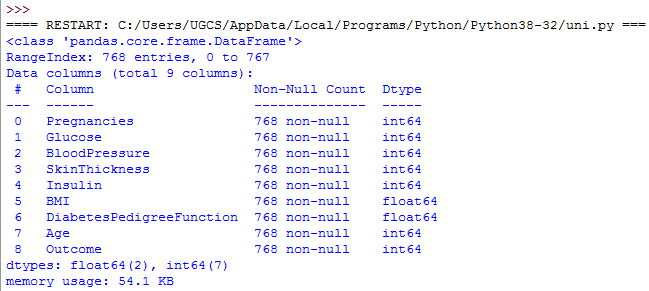 >>>
==== RESTART: C:/Users/UGCS/AppData/Local/Programs/Python/Python38-32/uni.py ===
<class 'pandas.core.frame.DataFrame'>
RangeIndex: 768 entries, 0 to 767
Data columns (total 9 columns):
 #   Column                    Non-Null Count  Dtype
---  ------                    --------------  -----
 0   Pregnancies               768 non-null    int64
 1   Glucose                   768 non-null    int64
 2   BloodPressure             768 non-null    int64
 3   SkinThickness             768 non-null    int64
 4   Insulin                   768 non-null    int64
 5   BMI                       768 non-null    float64
 6   DiabetesPedigreeFunction  768 non-null    float64
 7   Age                       768 non-null    int64
 8   Outcome                   768 non-null    int64
dtypes: float64(2), int64(7)
memory usage: 54.1 KB